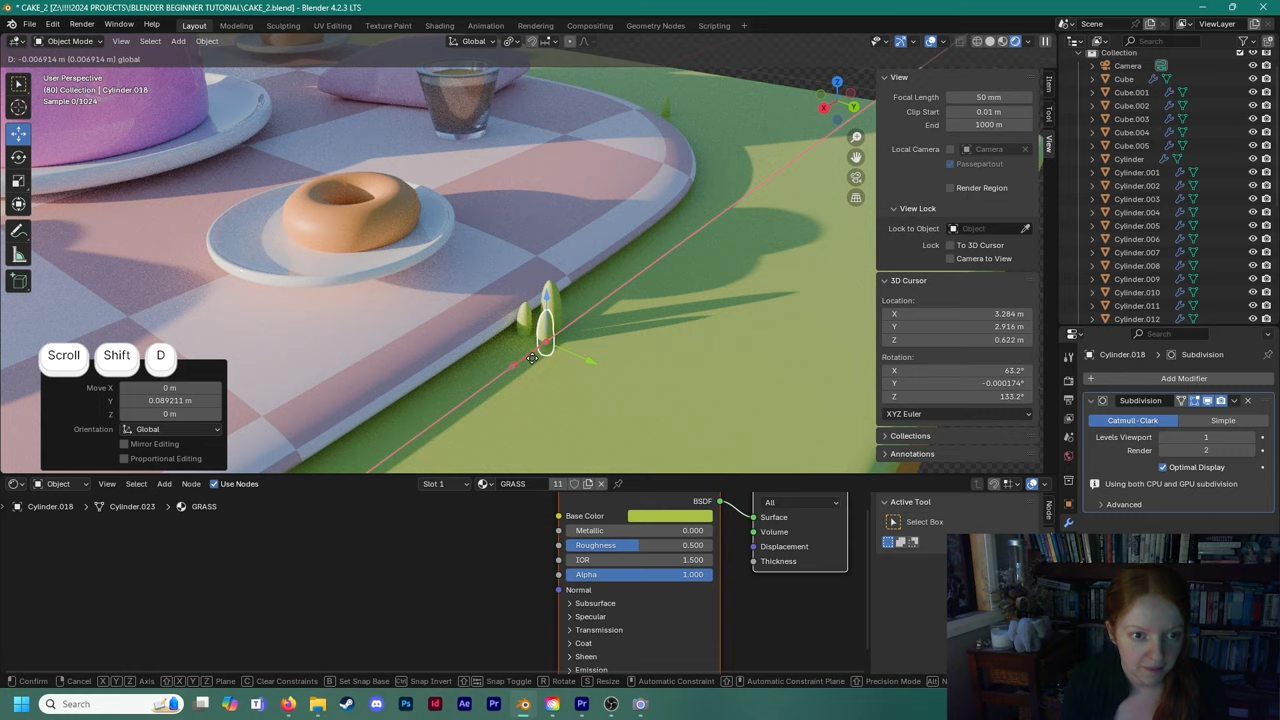 * CAKE_2 [Z:\!!!2024 PROJECTS\BLENDER BEGINNER TUTORIAL\CAKE_2.blend] - Blender 4.2.3 LTS
File Edit Render Window Help Layout Modeling Sculpting UV Editing Texture Paint Shading Animation Rendering Compositing Geometry Nodes Scripting + Scene ViewLayer
Object Mode View Select Add Object Global Search
D: -0.006914 m (0.006914 m) global
User Perspective
(80) Collection | Cylinder.018
Sample 0/1024
Z
X
Y
View
Focal Length 50 mm
Clip Start 0.01 m
End 1000 m
Local Camera Camera
Passepartout
Render Region
View Lock
Lock to Object Object
Lock To 3D Cursor
Camera to View
3D Cursor
Location:
X 3.284 m
Y 2.916 m
Z 0.622 m
Rotation:
X 63.2°
Y -0.000174°
Z 133.2°
XYZ Euler
Collections
Annotations
Item
Tool
View
Collection
Camera
Cube
Cube.001
Cube.002
Cube.003
Cube.004
Cube.005
Cylinder
Cylinder.001
Cylinder.002
Cylinder.003
Cylinder.004
Cylinder.005
Cylinder.006
Cylinder.007
Cylinder.008
Cylinder.009
Cylinder.010
Cylinder.011
Cylinder.012
Search
Cylinder.018 Subdivision
Add Modifier
Subdivision
Catmull-Clark Simple
Levels Viewport 1
Render 2
Optimal Display
Using both CPU and GPU subdivision
Advanced
Scroll Shift D
Move X 0 m
Y 0.089211 m
Z 0 m
Orientation Global
Mirror Editing
Proportional Editing
Object View Select Add Node Use Nodes Slot 1 GRASS 11
Cylinder.018 Cylinder.023 GRASS
BSDF
Base Color
Metallic 0.000
Roughness 0.500
IOR 1.500
Alpha 1.000
Normal
Subsurface
Specular
Transmission
Coat
Sheen
Emission
All
Surface
Volume
Displacement
Thickness
Active Tool
Select Box
Node
Confirm Cancel X Y Z Axis X Y Z Plane C Clear Constraints B Set Snap Base Ctrl Snap Invert Snap Toggle G Move R Rotate S Resize Automatic Constraint Automatic Constraint Plane Precision Mode Alt N
Search